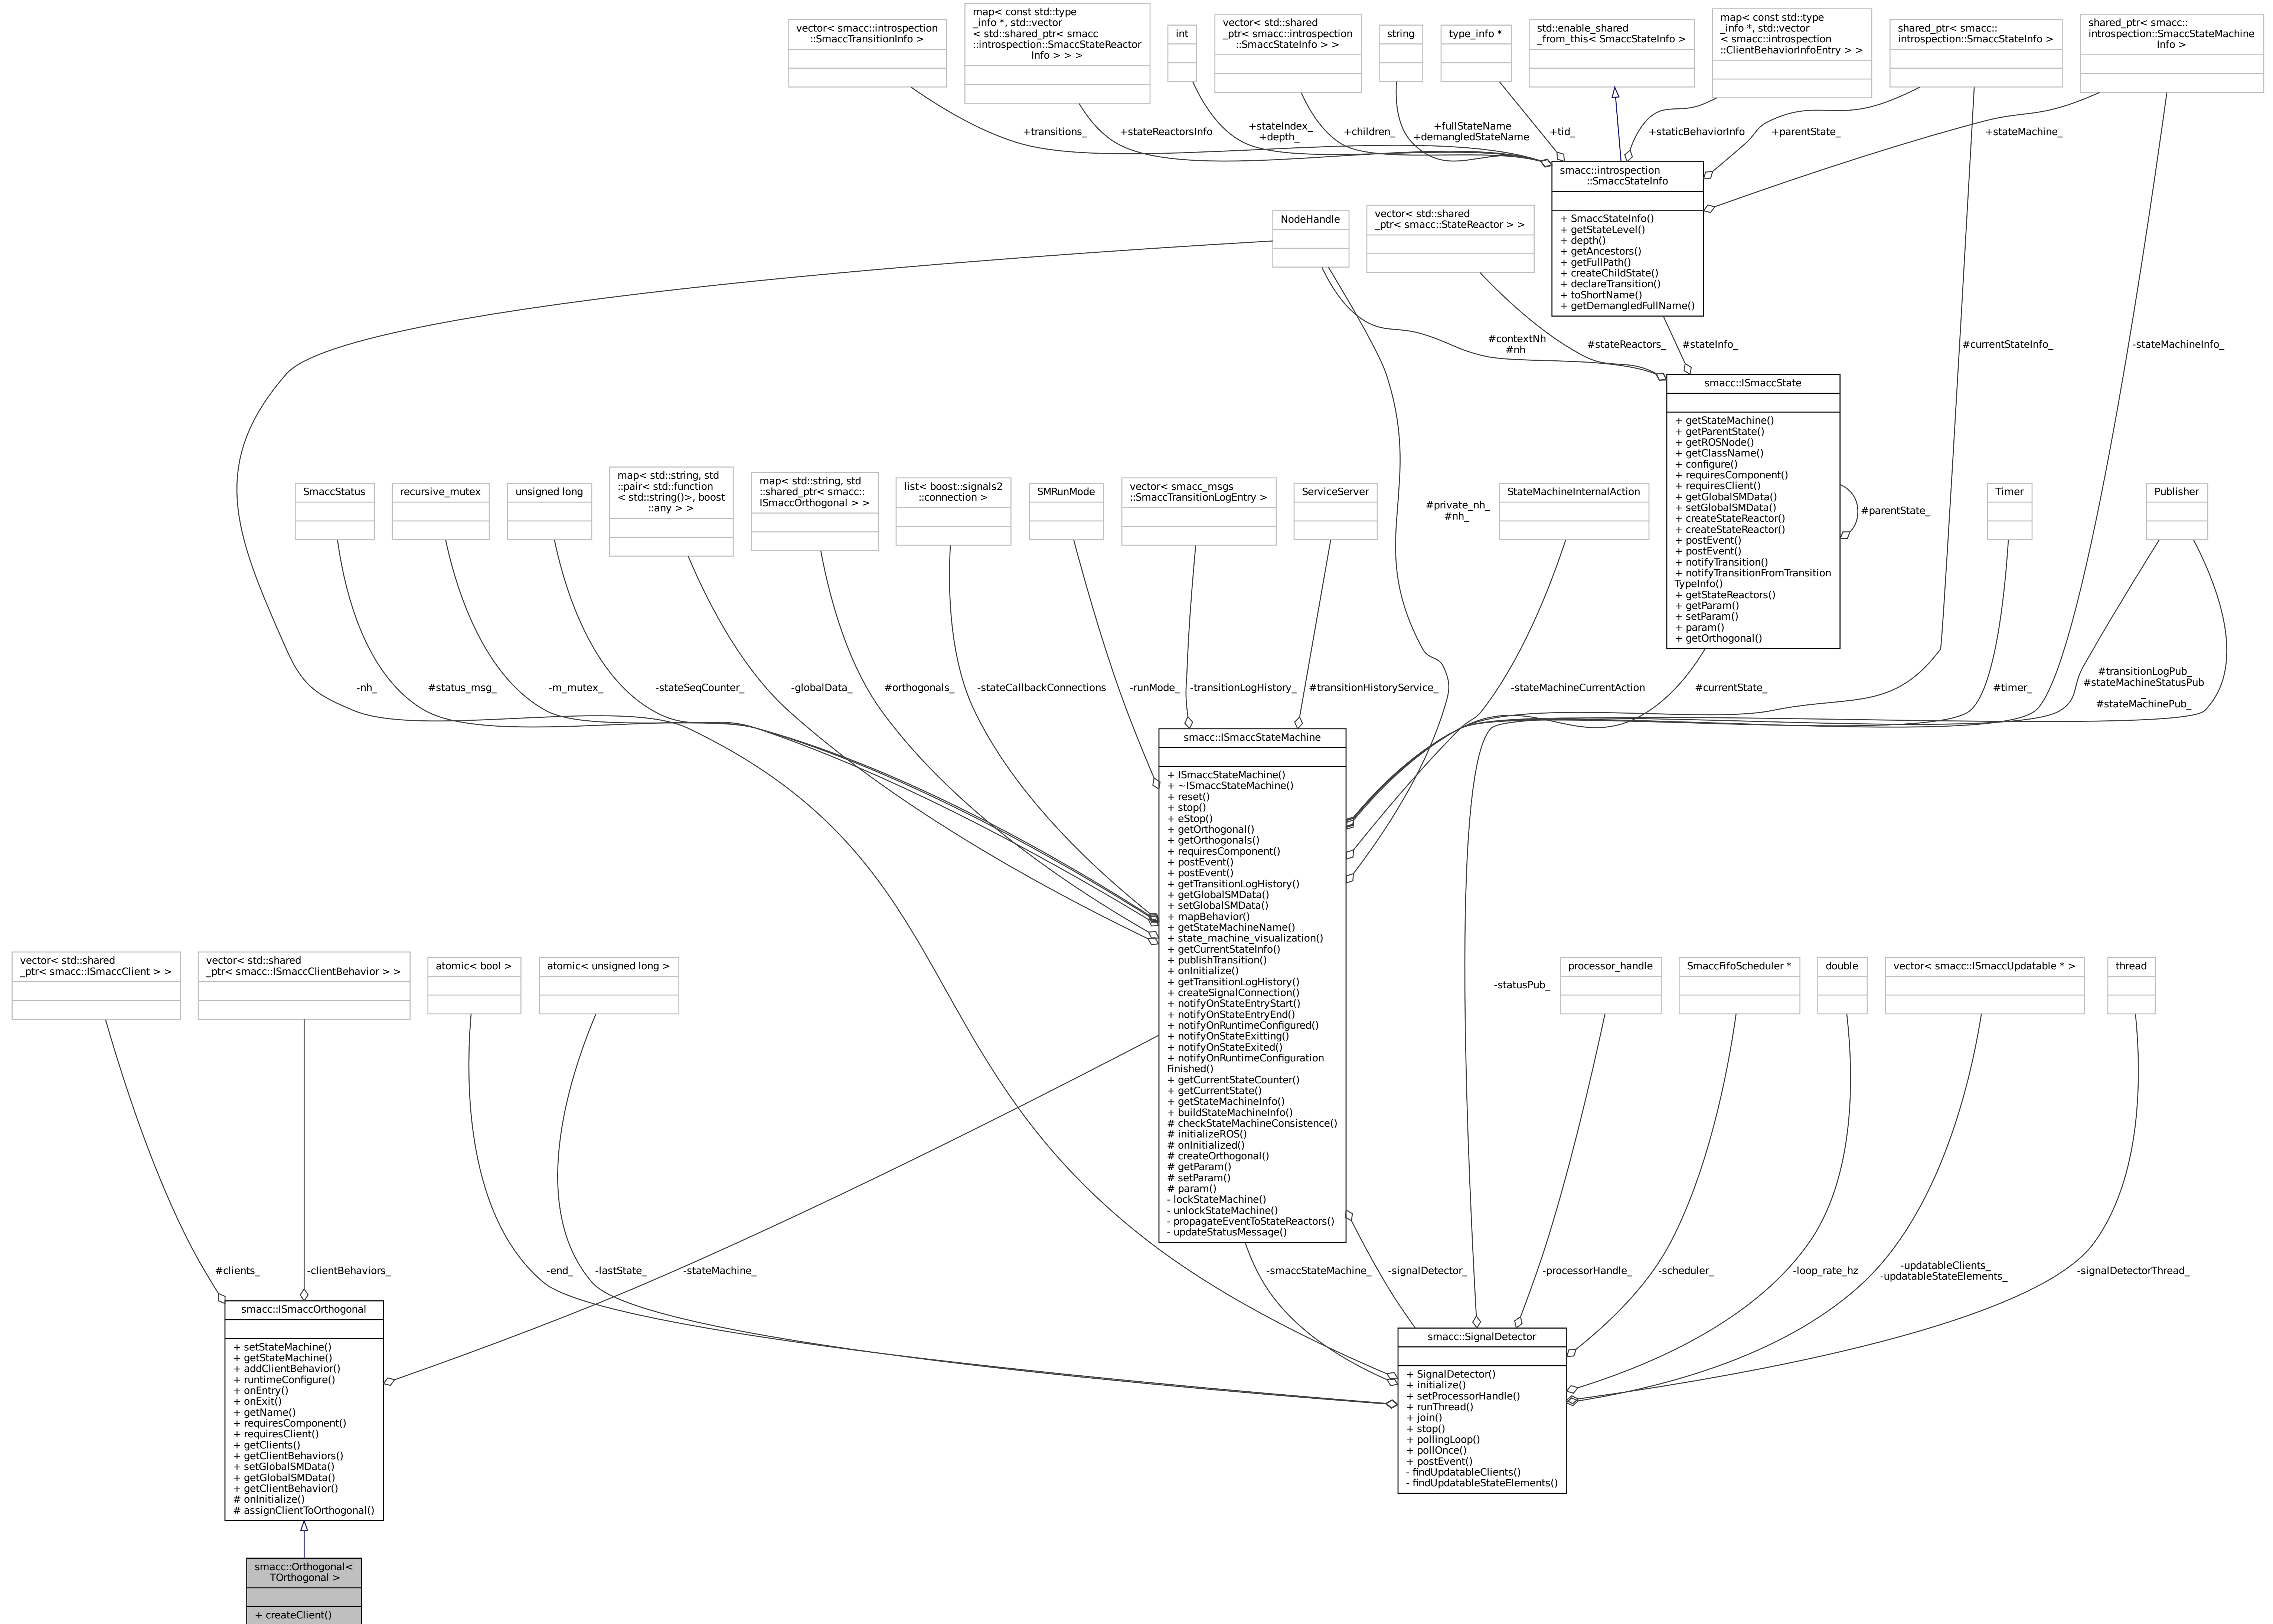 vector< smacc::introspection
::SmaccTransitionInfo >
map< const std::type
_info *, std::vector
< std::shared_ptr< smacc
::introspection::SmaccStateReactor
Info > > >
int
vector< std::shared
_ptr< smacc::introspection
::SmaccStateInfo > >
string
type_info *
std::enable_shared
_from_this< SmaccStateInfo >
map< const std::type
_info *, std::vector
< smacc::introspection
::ClientBehaviorInfoEntry > >
shared_ptr< smacc::
introspection::SmaccStateInfo >
shared_ptr< smacc::
introspection::SmaccStateMachine
Info >
+transitions_
+stateReactorsInfo
+stateIndex_
+depth_
+children_
+fullStateName
+demangledStateName
+tid_
+staticBehaviorInfo
+parentState_
+stateMachine_
smacc::introspection
::SmaccStateInfo
+ SmaccStateInfo()
+ getStateLevel()
+ depth()
+ getAncestors()
+ getFullPath()
+ createChildState()
+ declareTransition()
+ toShortName()
+ getDemangledFullName()
NodeHandle
vector< std::shared
_ptr< smacc::StateReactor > >
#contextNh
#nh
#stateReactors_
#stateInfo_
#currentStateInfo_
-stateMachineInfo_
smacc::ISmaccState
+ getStateMachine()
+ getParentState()
+ getROSNode()
+ getClassName()
+ configure()
+ requiresComponent()
+ requiresClient()
+ getGlobalSMData()
+ setGlobalSMData()
+ createStateReactor()
+ createStateReactor()
+ postEvent()
+ postEvent()
+ notifyTransition()
+ notifyTransitionFromTransition
TypeInfo()
+ getStateReactors()
+ getParam()
+ setParam()
+ param()
+ getOrthogonal()
#parentState_
SmaccStatus
recursive_mutex
unsigned long
map< std::string, std
::pair< std::function
< std::string()>, boost
::any > >
map< std::string, std
::shared_ptr< smacc::
ISmaccOrthogonal > >
list< boost::signals2
::connection >
SMRunMode
vector< smacc_msgs
::SmaccTransitionLogEntry >
ServiceServer
#private_nh_
#nh_
StateMachineInternalAction
Timer
Publisher
-nh_
#status_msg_
-m_mutex_
-stateSeqCounter_
-globalData_
#orthogonals_
-stateCallbackConnections
-runMode_
-transitionLogHistory_
#transitionHistoryService_
-stateMachineCurrentAction
#currentState_
#timer_
#transitionLogPub_
#stateMachineStatusPub
_
#stateMachinePub_
smacc::ISmaccStateMachine
+ ISmaccStateMachine()
+ ~ISmaccStateMachine()
+ reset()
+ stop()
+ eStop()
+ getOrthogonal()
+ getOrthogonals()
+ requiresComponent()
+ postEvent()
+ postEvent()
+ getTransitionLogHistory()
+ getGlobalSMData()
+ setGlobalSMData()
+ mapBehavior()
+ getStateMachineName()
+ state_machine_visualization()
+ getCurrentStateInfo()
+ publishTransition()
+ onInitialize()
+ getTransitionLogHistory()
+ createSignalConnection()
+ notifyOnStateEntryStart()
+ notifyOnStateEntryEnd()
+ notifyOnRuntimeConfigured()
+ notifyOnStateExitting()
+ notifyOnStateExited()
+ notifyOnRuntimeConfiguration
Finished()
+ getCurrentStateCounter()
+ getCurrentState()
+ getStateMachineInfo()
+ buildStateMachineInfo()
# checkStateMachineConsistence()
# initializeROS()
# onInitialized()
# createOrthogonal()
# getParam()
# setParam()
# param()
- lockStateMachine()
- unlockStateMachine()
- propagateEventToStateReactors()
- updateStatusMessage()
vector< std::shared
_ptr< smacc::ISmaccClient > >
vector< std::shared
_ptr< smacc::ISmaccClientBehavior > >
atomic< bool >
atomic< unsigned long >
-statusPub_
processor_handle
SmaccFifoScheduler *
double
vector< smacc::ISmaccUpdatable * >
thread
#clients_
-clientBehaviors_
-end_
-lastState_
-stateMachine_
-smaccStateMachine_
-signalDetector_
-processorHandle_
-scheduler_
-loop_rate_hz
-updatableClients_
-updatableStateElements_
-signalDetectorThread_
smacc::ISmaccOrthogonal
+ setStateMachine()
+ getStateMachine()
+ addClientBehavior()
+ runtimeConfigure()
+ onEntry()
+ onExit()
+ getName()
+ requiresComponent()
+ requiresClient()
+ getClients()
+ getClientBehaviors()
+ setGlobalSMData()
+ getGlobalSMData()
+ getClientBehavior()
# onInitialize()
# assignClientToOrthogonal()
smacc::SignalDetector
+ SignalDetector()
+ initialize()
+ setProcessorHandle()
+ runThread()
+ join()
+ stop()
+ pollingLoop()
+ pollOnce()
+ postEvent()
- findUpdatableClients()
- findUpdatableStateElements()
smacc::Orthogonal<
TOrthogonal >
+ createClient()